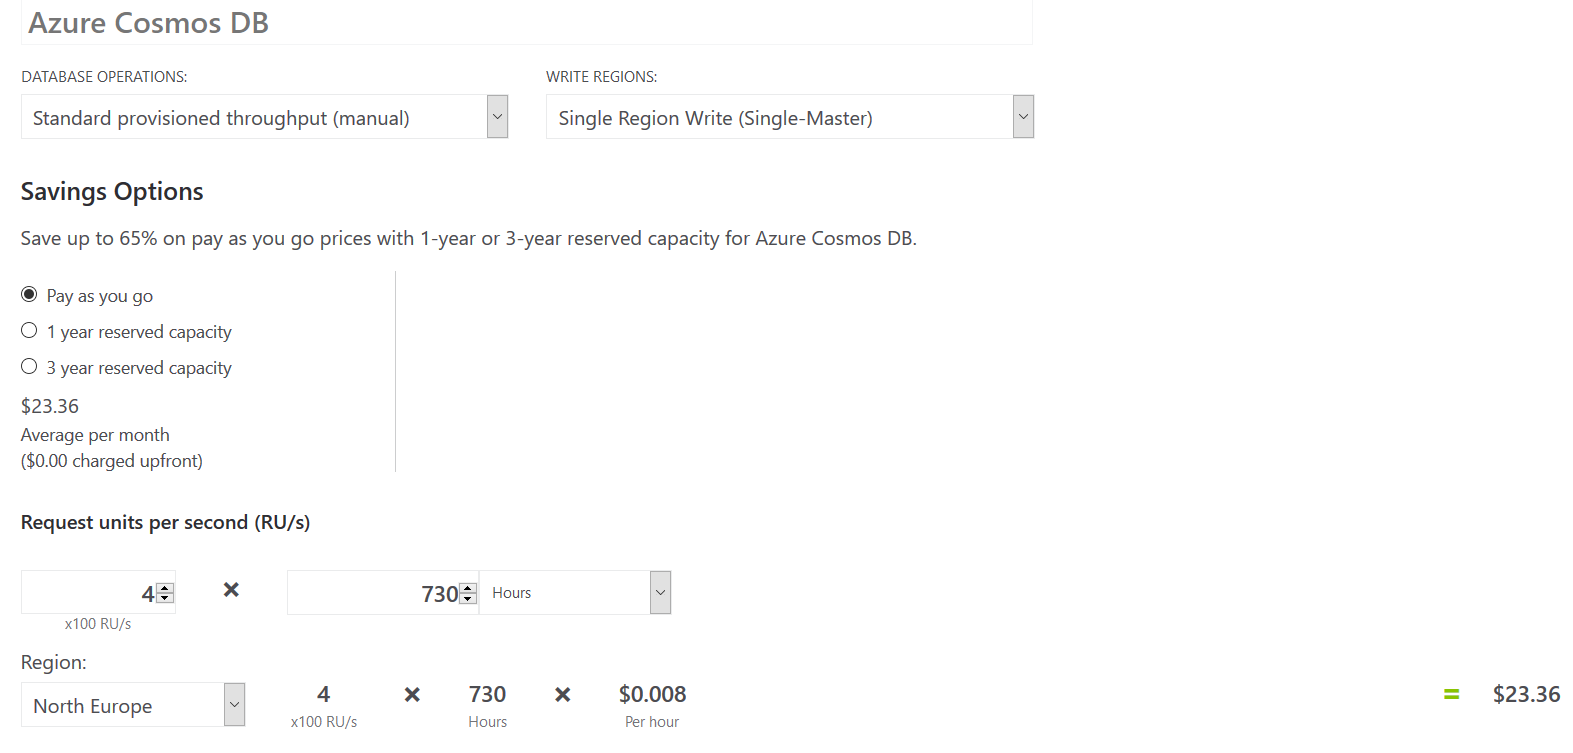 Azure Cosmos DB
DATABASE OPERATIONS: WRITE REGIONS:
Standard provisioned throughput (manual) Single Region Write (Single-Master)
Savings Options
Save up to 65% on pay as you go prices with 1-year or 3-year reserved capacity for Azure Cosmos DB.
Pay as you go
1 year reserved capacity
3 year reserved capacity
$23.36
Average per month
($0.00 charged upfront)
Request units per second (RU/s)
4 × 730 Hours
x100 RU/s
Region:
North Europe 4 × 730 × $0.008 = $23.36
x100 RU/s Hours Per hour